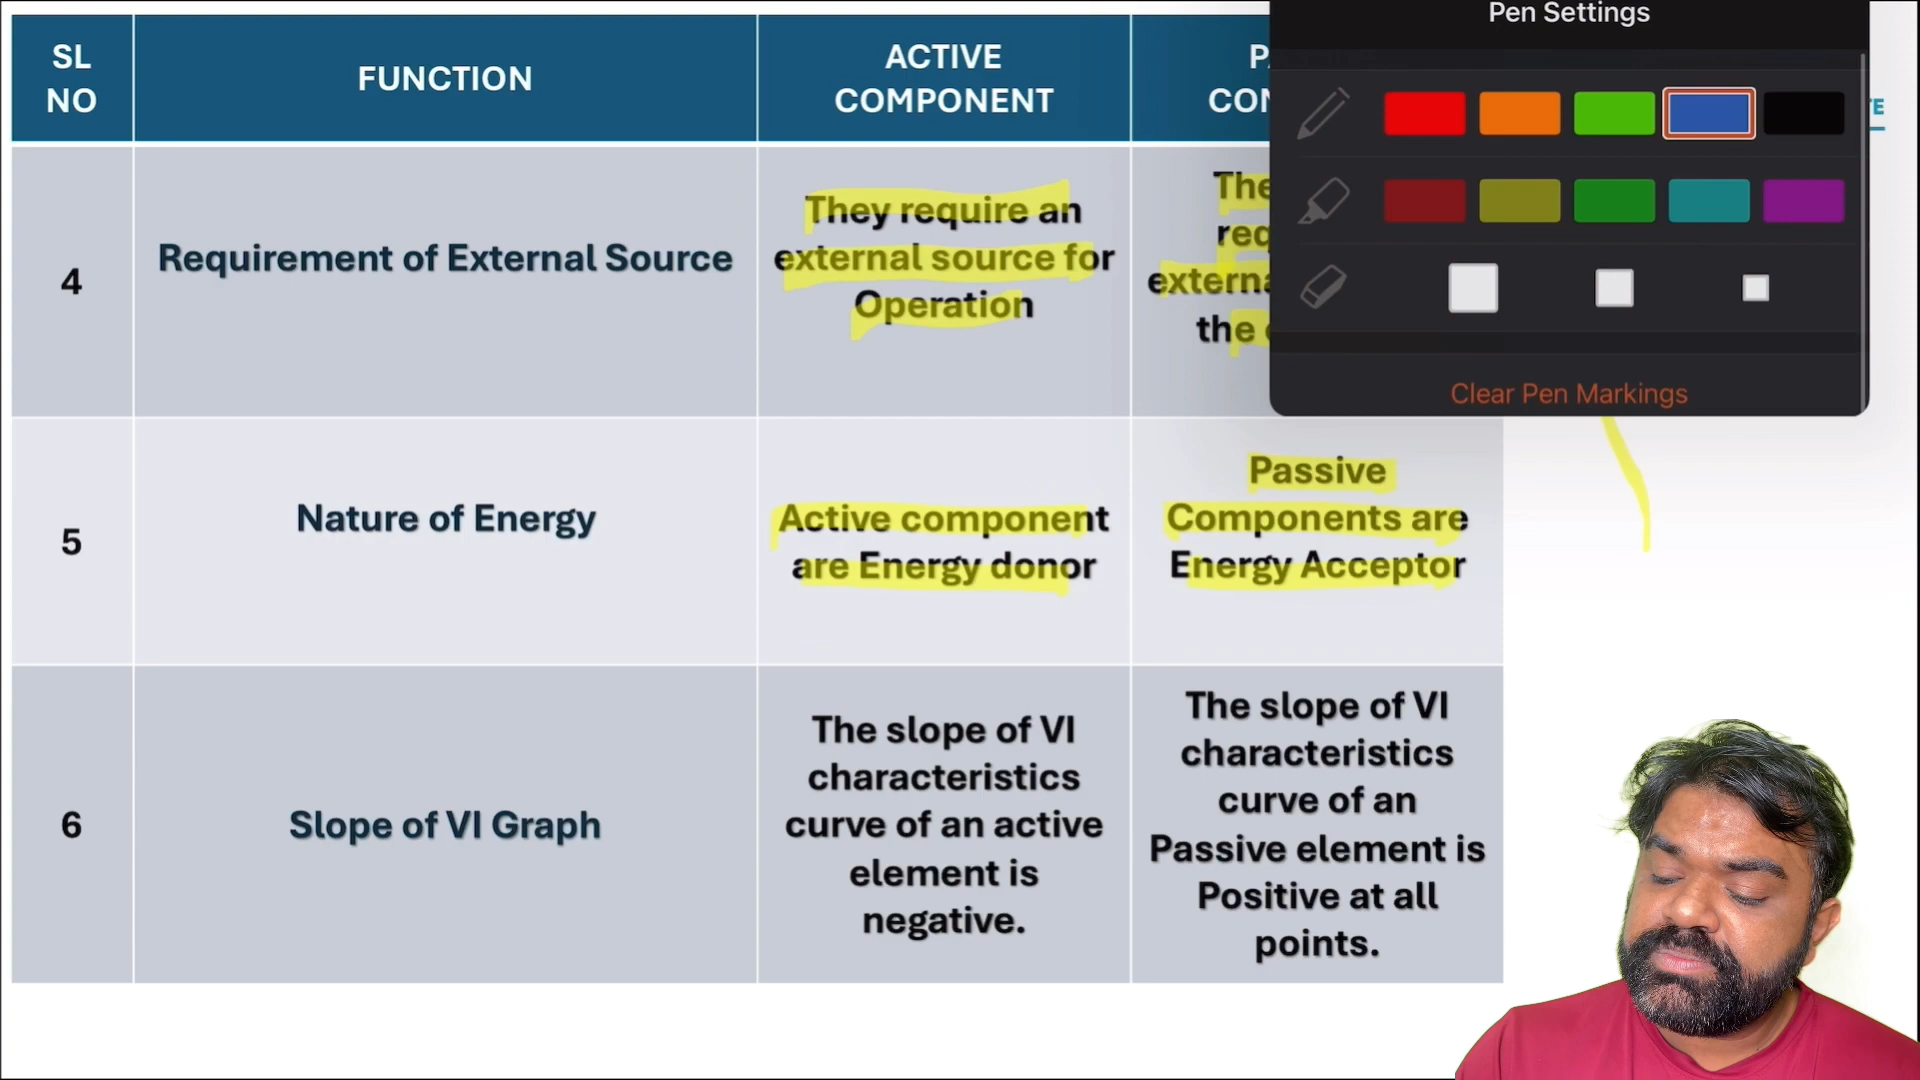 SL
NO
FUNCTION
ACTIVE
COMPONENT
Pen Settings
4
Requirement of External Source
They require an
external source for
Operation
the
Clear Pen Markings
5
Nature of Energy
Active component
are Energy donor
Passive
Components are
Energy Acceptor
6
Slope of VI Graph
The slope of VI
characteristics
curve of an active
element is
negative.
The slope of VI
characteristics
curve of an
Passive element is
Positive at all
points.